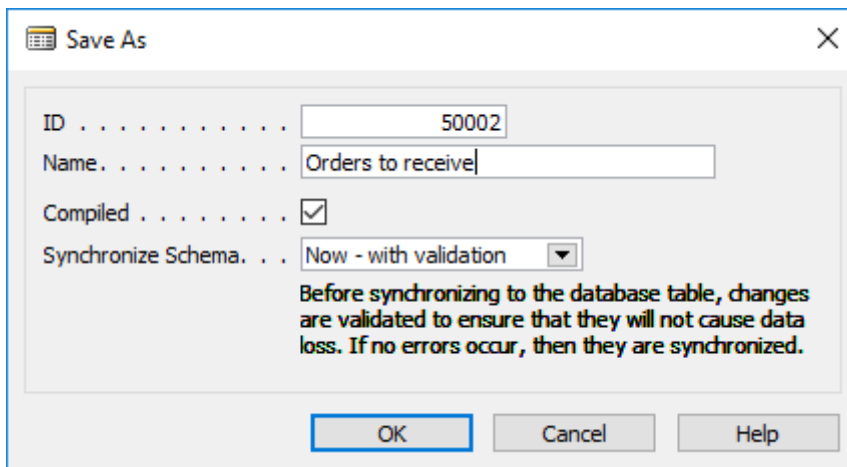 Save As
ID . . . . . . . . . . . 50002
Name. . . . . . . . . . Orders to receive
Compiled . . . . . . . .
Synchronize Schema. . . Now - with validation
Before synchronizing to the database table, changes
are validated to ensure that they will not cause data
loss. If no errors occur, then they are synchronized.
OK Cancel Help